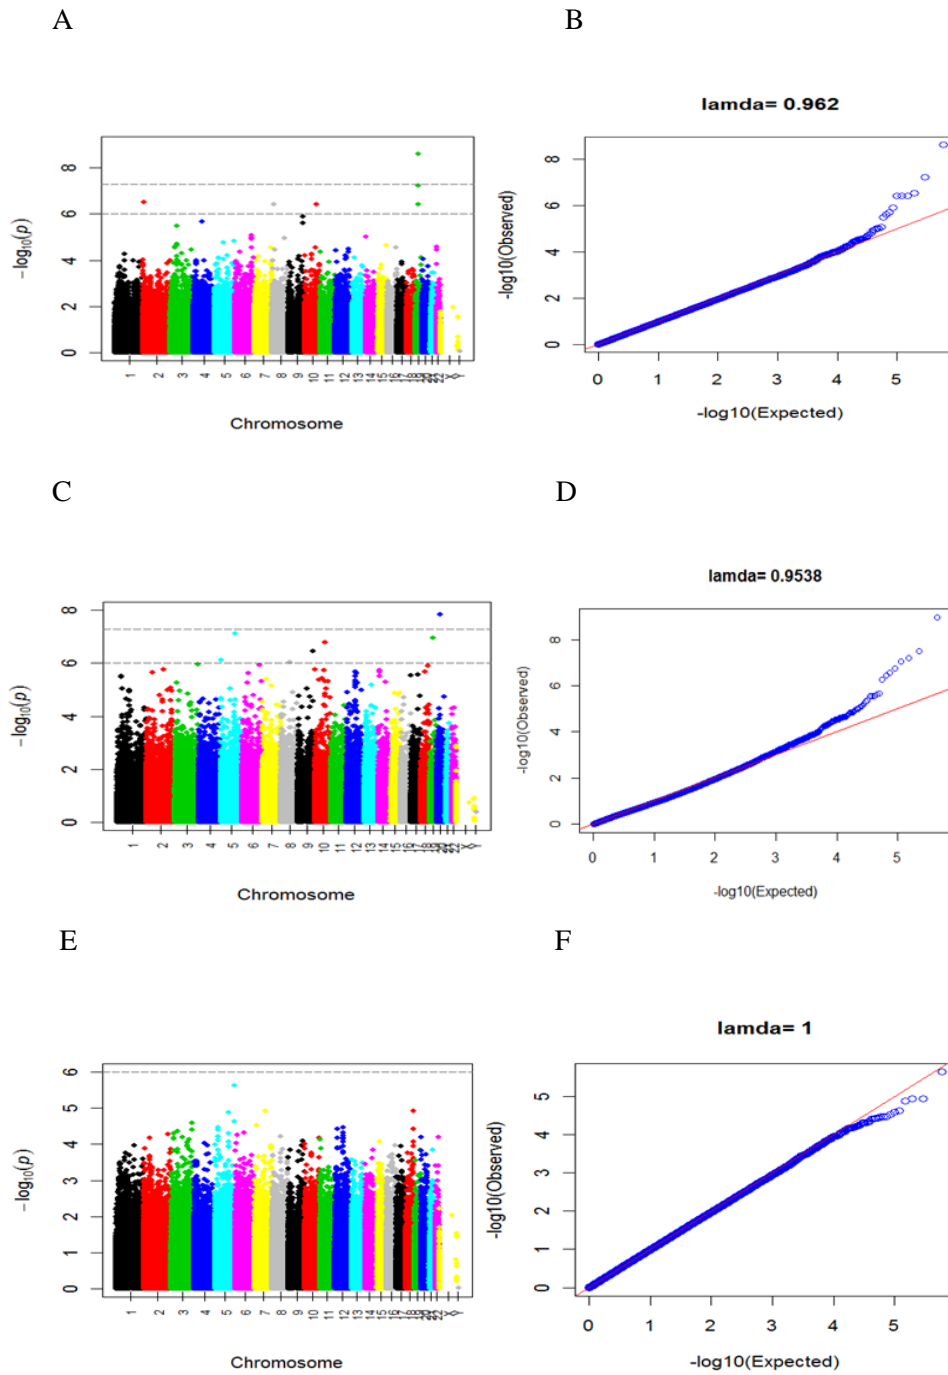 A
B
lamda= 0.962
8
6
4
2
0
−log10(p)
1 2 3 4 5 6 7 8 9 10 11 12 13 14 15 16 17 18 19 20 21 22 X Y
Chromosome
8
6
4
2
0
-log10(Observed)
0 1 2 3 4 5
-log10(Expected)
C
D
lamda= 0.9538
8
6
4
2
0
−log10(p)
1 2 3 4 5 6 7 8 9 10 11 12 13 14 15 16 17 18 19 20 21 22 X Y
Chromosome
8
6
4
2
0
-log10(Observed)
0 1 2 3 4 5
-log10(Expected)
E
F
lamda= 1
6
5
4
3
2
1
0
−log10(p)
1 2 3 4 5 6 7 8 9 10 11 12 13 14 15 16 17 18 19 20 21 22 X Y
Chromosome
5
4
3
2
1
0
-log10(Observed)
0 1 2 3 4 5
-log10(Expected)